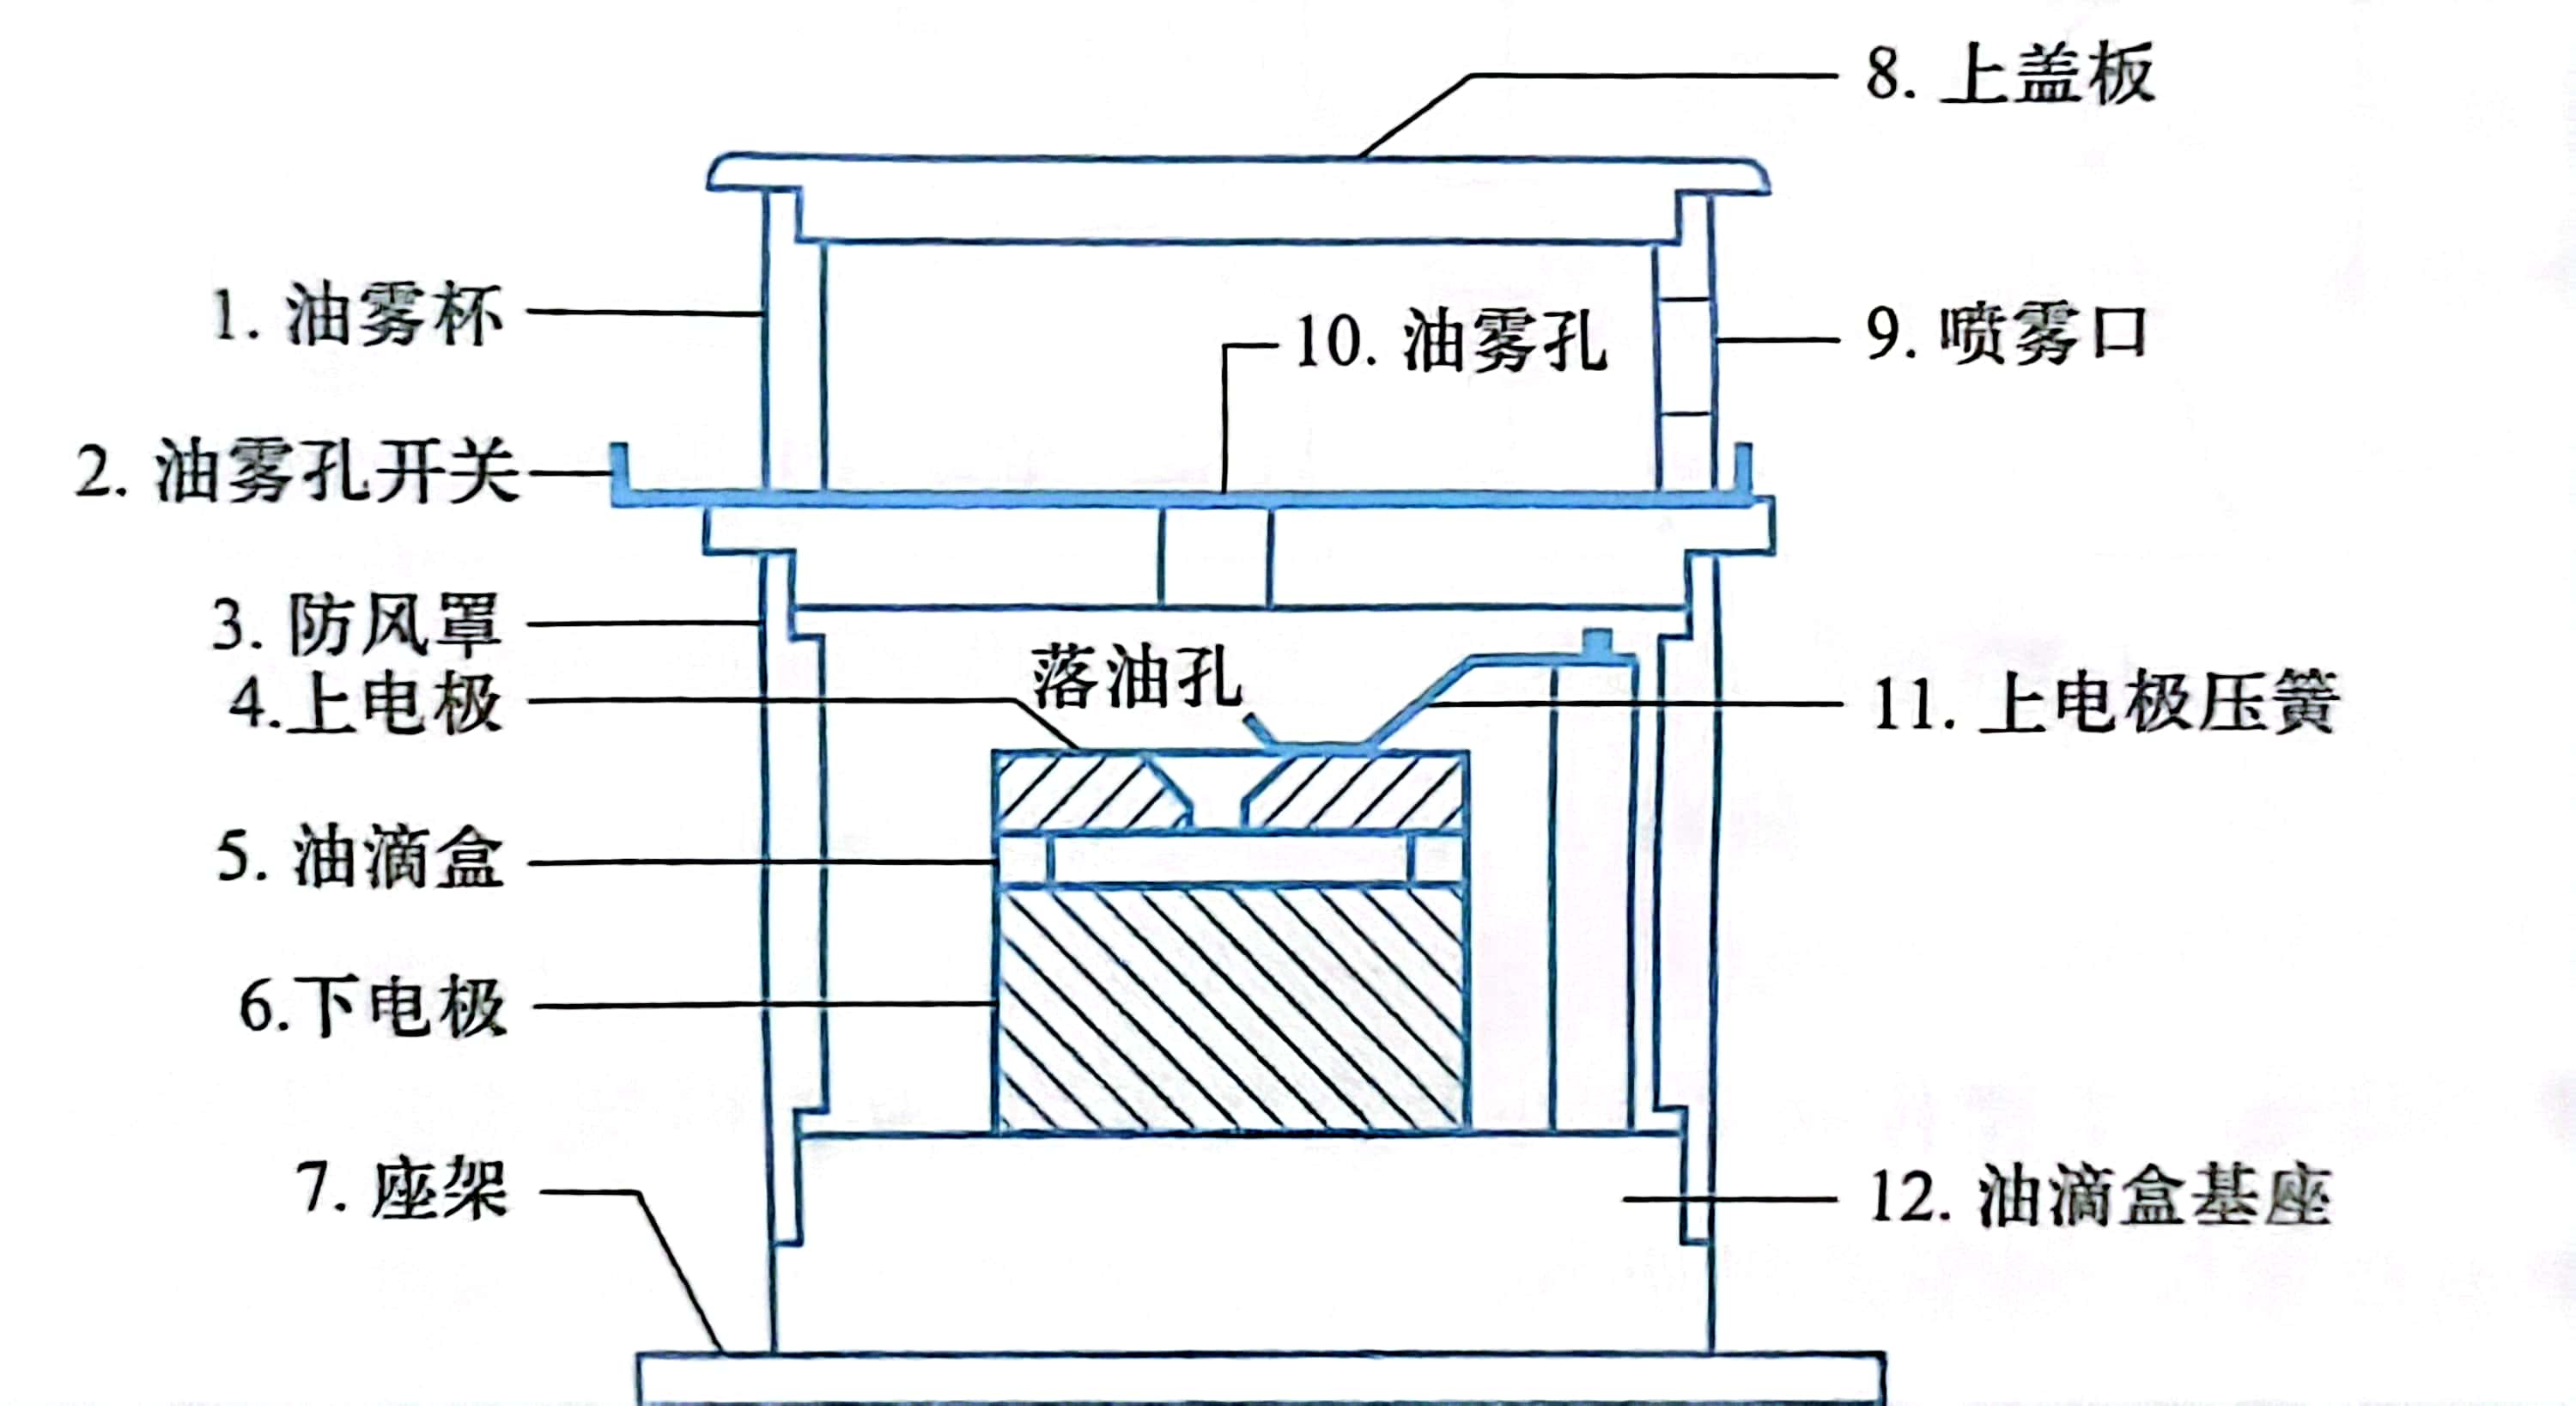 8. 上盖板
1. 油雾杯
10. 油雾孔
9. 喷雾口
2. 油雾孔开关
3. 防风罩
落油孔
4.上电极
11. 上电极压簧
5. 油滴盒
6.下电极
7. 座架
12. 油滴盒基座